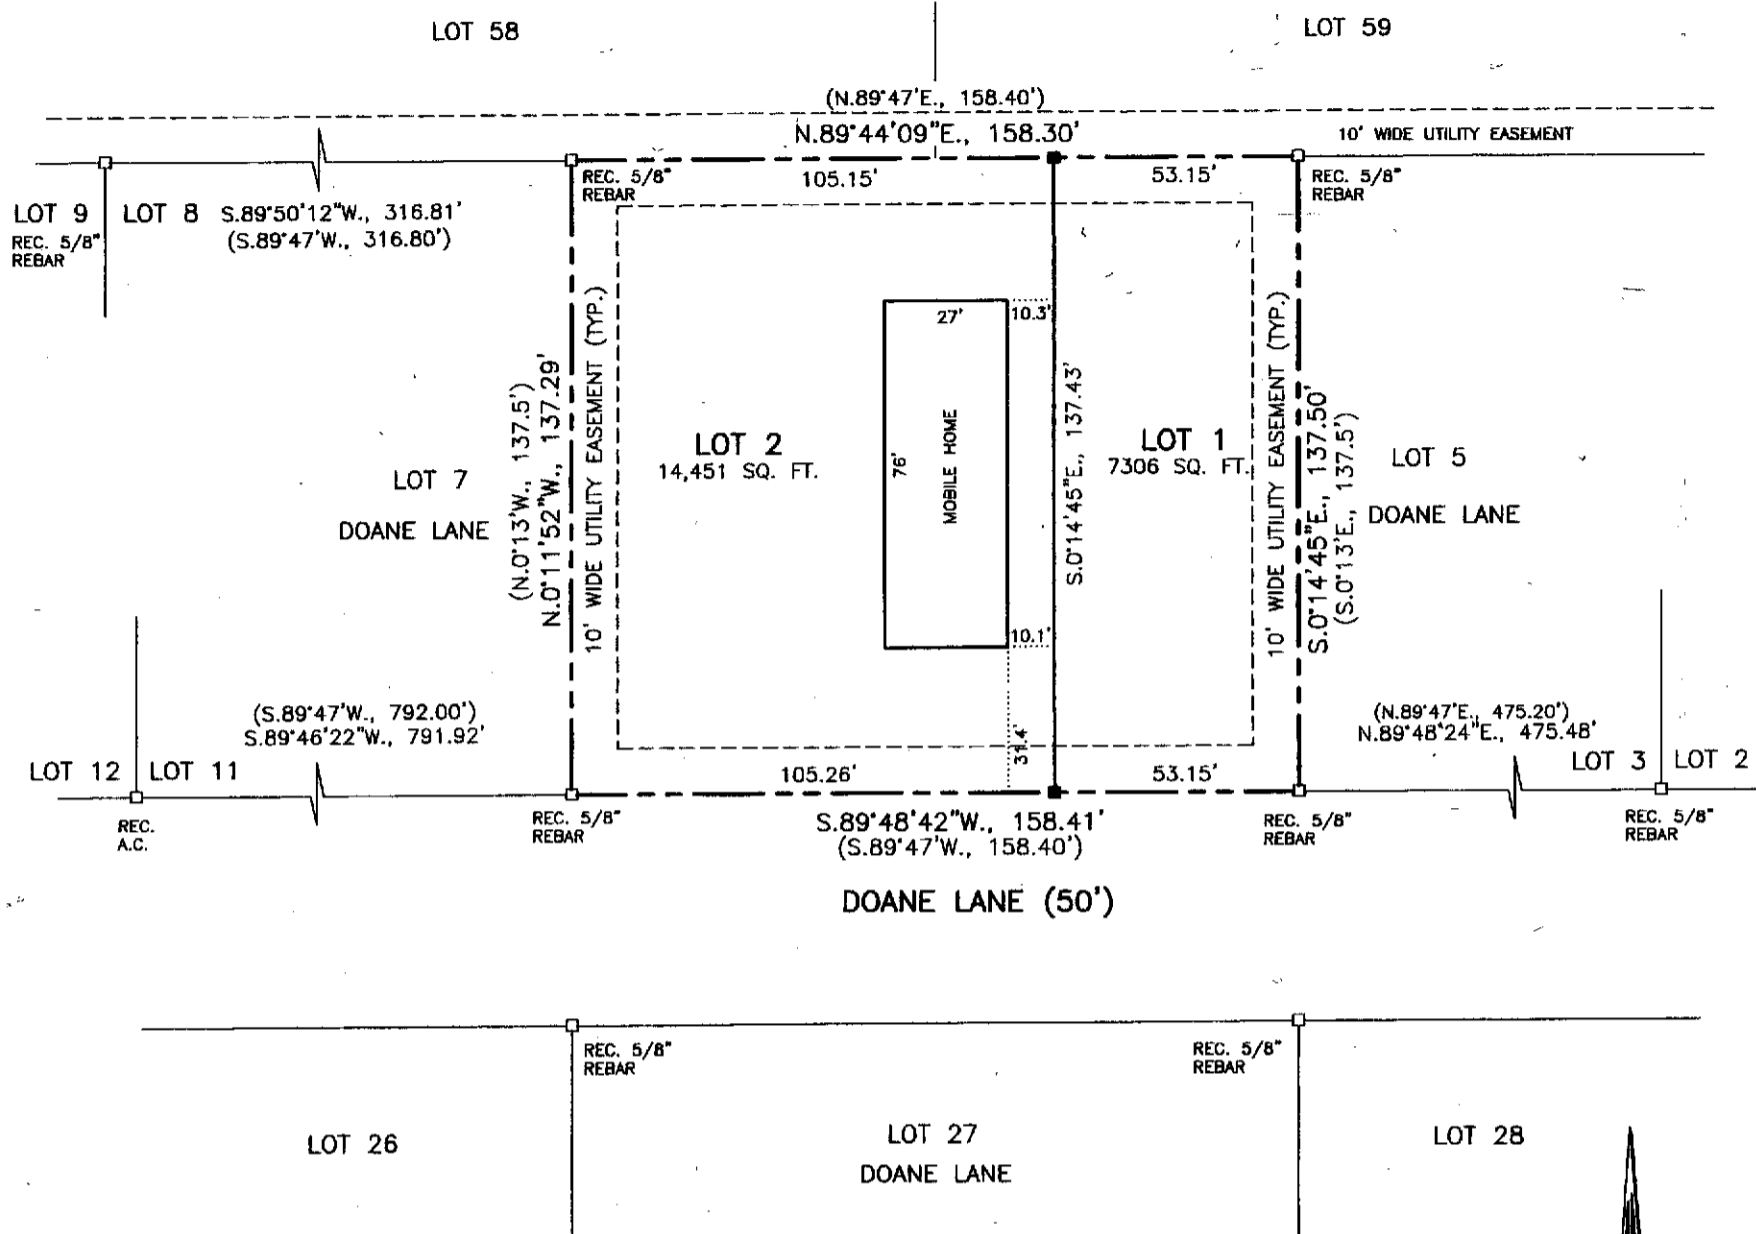 LOT 58
LOT 59
(N.89°47'E., 158.40')
N.89°44'09"E., 158.30'
10' WIDE UTILITY EASEMENT
REC. 5/8"
REBAR
105.15'
53.15'
REC. 5/8"
REBAR
LOT 9
REC. 5/8"
REBAR
LOT 8
S.89°50'12"W., 316.81'
(S.89°47'W., 316.80')
27'
10.3'
76'
MOBILE HOME
10.1'
31.4'
LOT 7
DOANE LANE
(N.0°13'W., 137.5')
N.0°11'52"W., 137.29'
10' WIDE UTILITY EASEMENT (TYP.)
LOT 2
14,451 SQ. FT.
S.0°14'45"E., 137.43'
LOT 1
7306 SQ. FT.
10' WIDE UTILITY EASEMENT (TYP.)
S.0°14'45"E., 137.50'
(S.0°13'E., 137.5')
LOT 5
DOANE LANE
(S.89°47'W., 792.00')
S.89°46'22"W., 791.92'
(N.89°47'E., 475.20')
N.89°48'24"E., 475.48'
LOT 12
LOT 11
105.26'
53.15'
LOT 3
LOT 2
REC.
A.C.
REC. 5/8"
REBAR
S.89°48'42"W., 158.41'
(S.89°47'W., 158.40')
REC. 5/8"
REBAR
REC. 5/8"
REBAR
DOANE LANE (50')
REC. 5/8"
REBAR
REC. 5/8"
REBAR
LOT 26
LOT 27
DOANE LANE
LOT 28